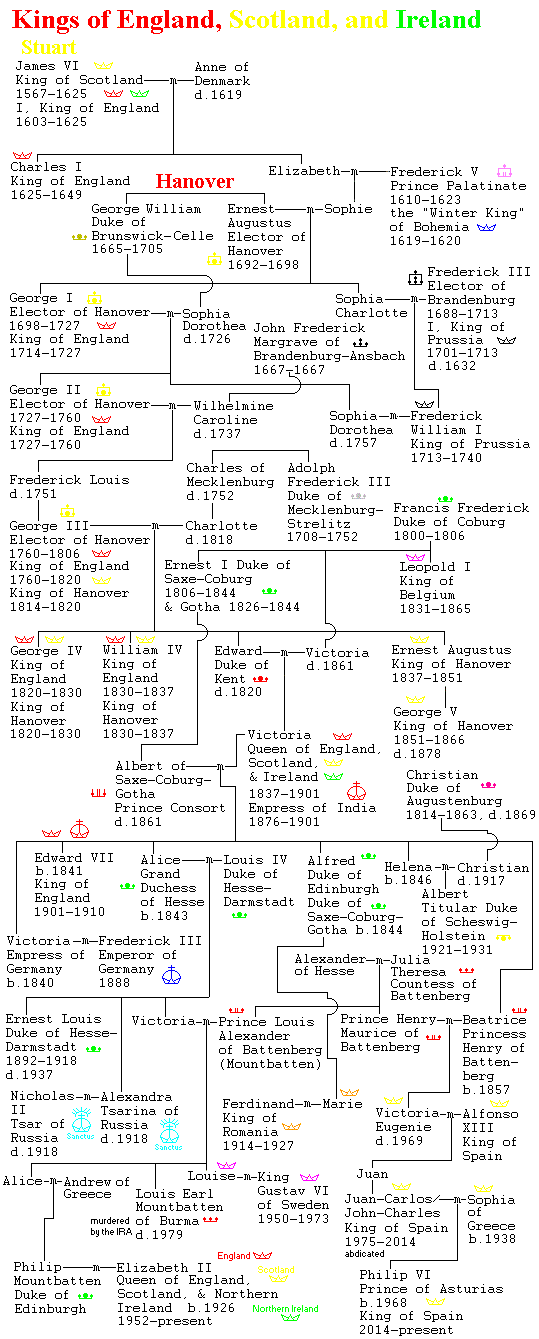 Kings of England, Scotland, and Ireland
Stuart
James VI
King of Scotland
1567–1625
I, King of England
1603–1625
m
Anne of
Denmark
d.1619
Charles I
King of England
1625–1649
Elizabeth
m
Frederick V
Prince Palatinate
1610–1623
the "Winter King"
of Bohemia
1619–1620
Hanover
George William
Duke of
Brunswick-Celle
1665–1705
Ernest
Augustus
Elector of
Hanover
1692–1698
m
Sophie
George I
Elector of Hanover
1698–1727
King of England
1714–1727
m
Sophia
Dorothea
d.1726
Sophia
Charlotte
m
Frederick III
Elector of
Brandenburg
1688–1713
I, King of
Prussia
1701–1713
d.1632
John Frederick
Margrave of
Brandenburg-Ansbach
1667–1667
George II
Elector of Hanover
1727–1760
King of England
1727–1760
m
Wilhelmine
Caroline
d.1737
Sophia
Dorothea
d.1757
m
Frederick
William I
King of Prussia
1713–1740
Frederick Louis
d.1751
Charles of
Mecklenburg
d.1752
Adolph
Frederick III
Duke of
Mecklenburg–
Strelitz
1708–1752
Francis Frederick
Duke of Coburg
1800–1806
George III
Elector of Hanover
1760–1806
King of England
1760–1820
King of Hanover
1814–1820
m
Charlotte
d.1818
Ernest I Duke of
Saxe-Coburg
1806–1844
& Gotha 1826–1844
Leopold I
King of
Belgium
1831–1865
George IV
King of
England
1820–1830
King of
Hanover
1820–1830
William IV
King of
England
1830–1837
King of
Hanover
1830–1837
Edward
Duke of
Kent
d.1820
m
Victoria
d.1861
Ernest Augustus
King of Hanover
1837–1851
George V
King of Hanover
1851–1866
d.1878
Albert of
Saxe-Coburg-
Gotha
Prince Consort
d.1861
m
Victoria
Queen of England,
Scotland,
& Ireland
1837–1901
Empress of India
1876–1901
Christian
Duke of
Augustenburg
1814–1863, d.1869
Edward VII
b.1841
King of
England
1901–1910
Alice
Grand
Duchess
of Hesse
b.1843
m
Louis IV
Duke of
Hesse-
Darmstadt
Alfred
Duke of
Edinburgh
Duke of
Saxe-Coburg-
Gotha b.1844
Helena
b.1846
m
Christian
d.1917
Albert
Titular Duke
of Scheswig-
Holstein
1921–1931
Victoria
Empress of
Germany
b.1840
m
Frederick III
Emperor of
Germany
1888
Alexander
of Hesse
m
Julia
Theresa
Countess of
Battenberg
Ernest Louis
Duke of Hesse-
Darmstadt
1892–1918
d.1937
Victoria
m
Prince Louis
Alexander
of Battenberg
(Mountbatten)
Prince Henry
Maurice of
Battenberg
m
Beatrice
Princess
Henry of
Batten-
berg
b.1857
Nicholas
II
Tsar of
Russia
d.1918
Sanctus
m
Alexandra
Tsarina of
Russia
d.1918
Sanctus
Ferdinand
King of
Romania
1914–1927
m
Marie
Victoria
Eugenie
d.1969
m
Alfonso
XIII
King of
Spain
Alice
m
Andrew of
Greece
Louis Earl
Mountbatten
of Burma
d.1979
murdered
by the IRA
Louise
m
King
Gustav VI
of Sweden
1950–1973
Juan
Juan-Carlos/
John-Charles
King of Spain
1975–2014
abdicated
m
Sophia
of
Greece
b.1938
Philip
Mountbatten
Duke of
Edinburgh
m
Elizabeth II
Queen of England,
Scotland, & Northern
Ireland b.1926
1952–present
England
Scotland
Northern Ireland
Philip VI
Prince of Asturias
b.1968
King of Spain
2014–present